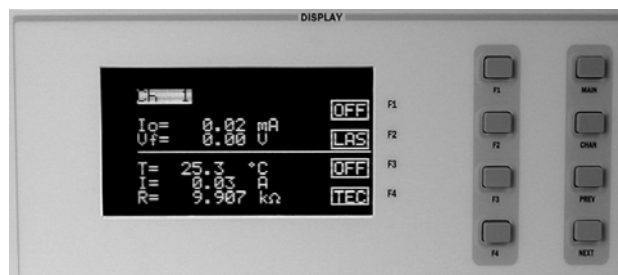 DISPLAY
Ch 1
Io= 0.02 mA
Vf= 0.00 V
OFF F1
LAS F2
T= 25.3 °C
I= 0.03 A
R= 9.907 kΩ
OFF F3
TEC F4
F1 MAIN
F2 CHAN
F3 PREV
F4 NEXT